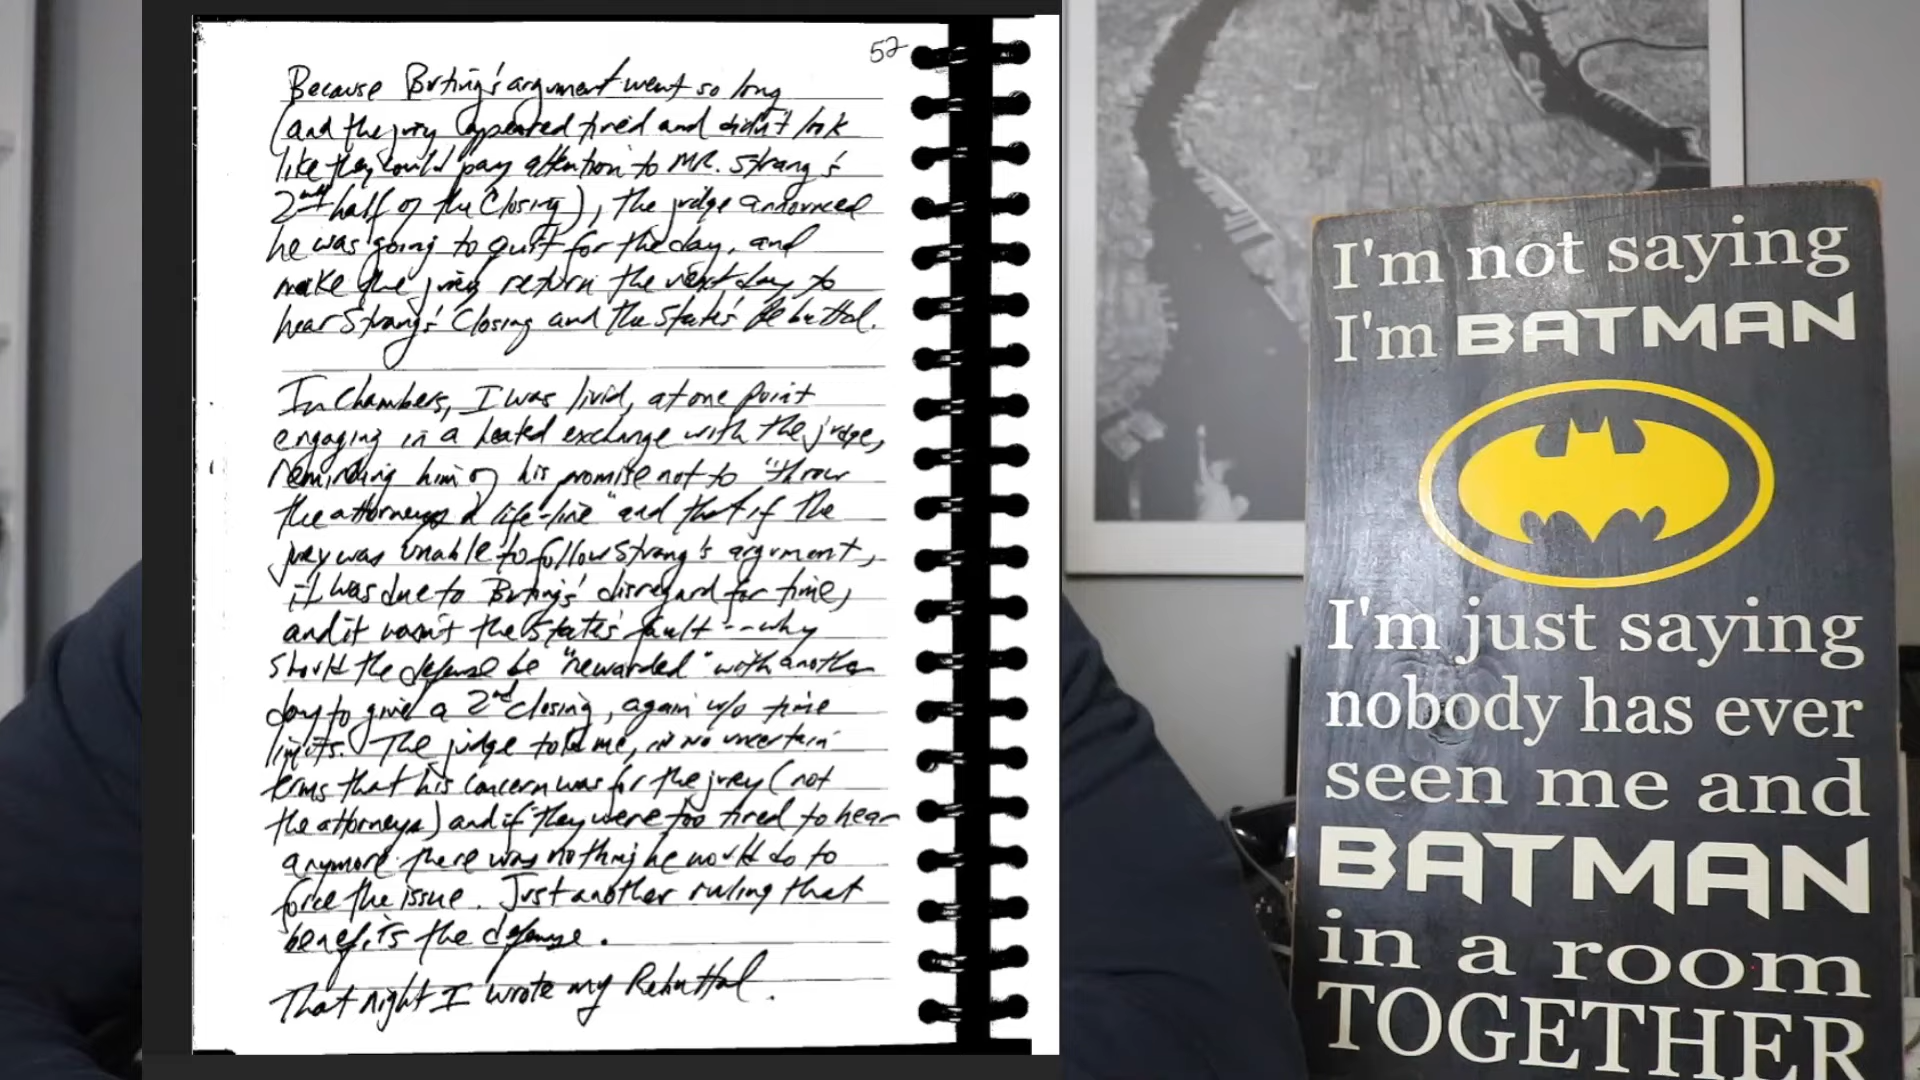 52
Because Buting's argument went so long
(and the jury appeared tired and didn't look
like they could pay attention to MR. Strang's
2nd half of the Closing), the judge announced
he was going to quit for the day, and
make the jury return the next day to
hear Strang's Closing and the State's Rebuttal.
In Chambers, I was livid, at one point
engaging in a heated exchange with the judge,
reminding him of his promise not to "throw
the attorneys a life-line" and that if the
jury was unable to follow Strang's argument,
it was due to Buting's' disregard for time,
and it wasn't the State's fault -- why
should the defense be "rewarded" with another
day to give a 2nd closing, again w/o time
limits. The judge told me, in no uncertain
terms that his concern was for the jury (not
the attorneys) and if they were too tired to hear
anymore there was nothing he would do to
force the issue. Just another ruling that
benefits the defense.
That night I wrote my Rebuttal.
I'm not saying
I'm BATMAN
I'm just saying
nobody has ever
seen me and
BATMAN
in a room
TOGETHER